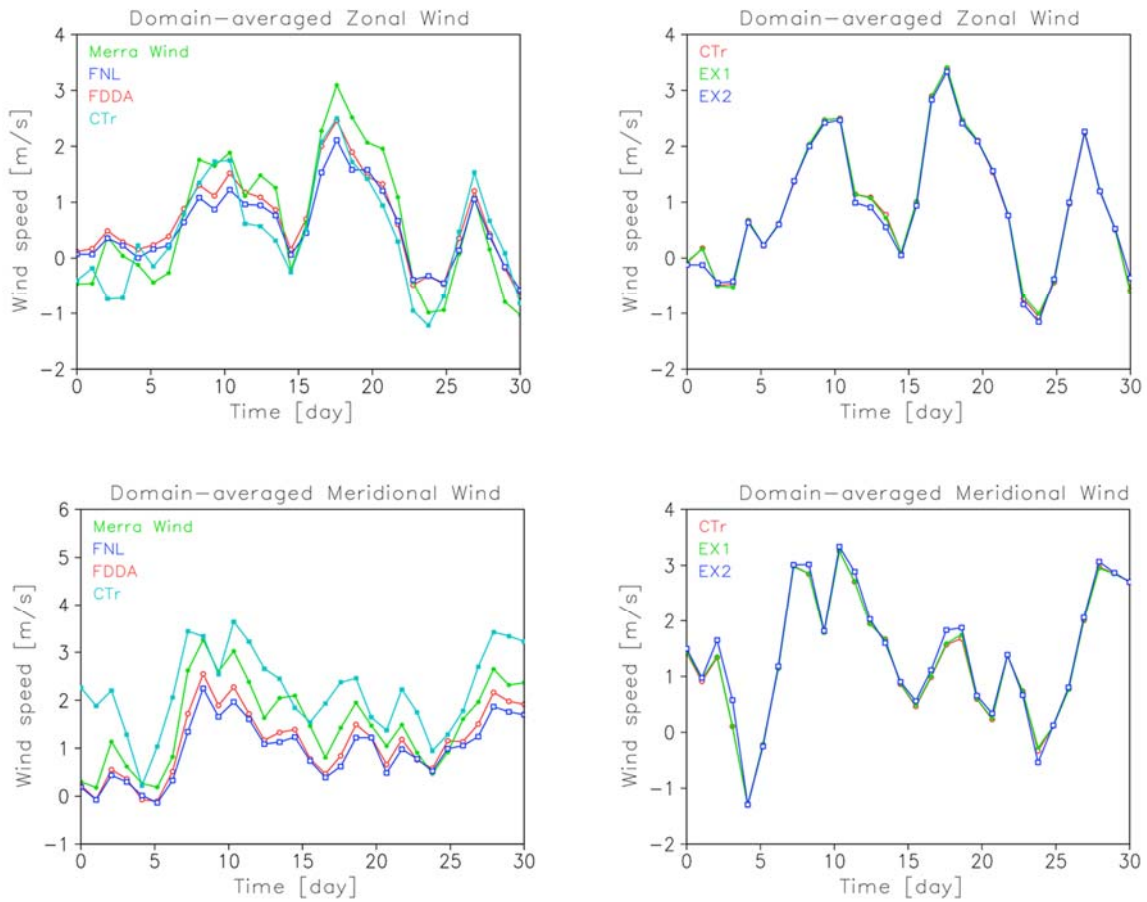 Domain-averaged Zonal Wind
Merra Wind
FNL
FDDA
CTr
Wind speed [m/s]
4
3
2
1
0
-1
-2
0 5 10 15 20 25 30
Time [day]
Domain-averaged Zonal Wind
CTr
EX1
EX2
Wind speed [m/s]
4
3
2
1
0
-1
-2
0 5 10 15 20 25 30
Time [day]
Domain-averaged Meridional Wind
Merra Wind
FNL
FDDA
CTr
Wind speed [m/s]
6
5
4
3
2
1
0
-1
0 5 10 15 20 25 30
Time [day]
Domain-averaged Meridional Wind
CTr
EX1
EX2
Wind speed [m/s]
4
3
2
1
0
-1
-2
0 5 10 15 20 25 30
Time [day]